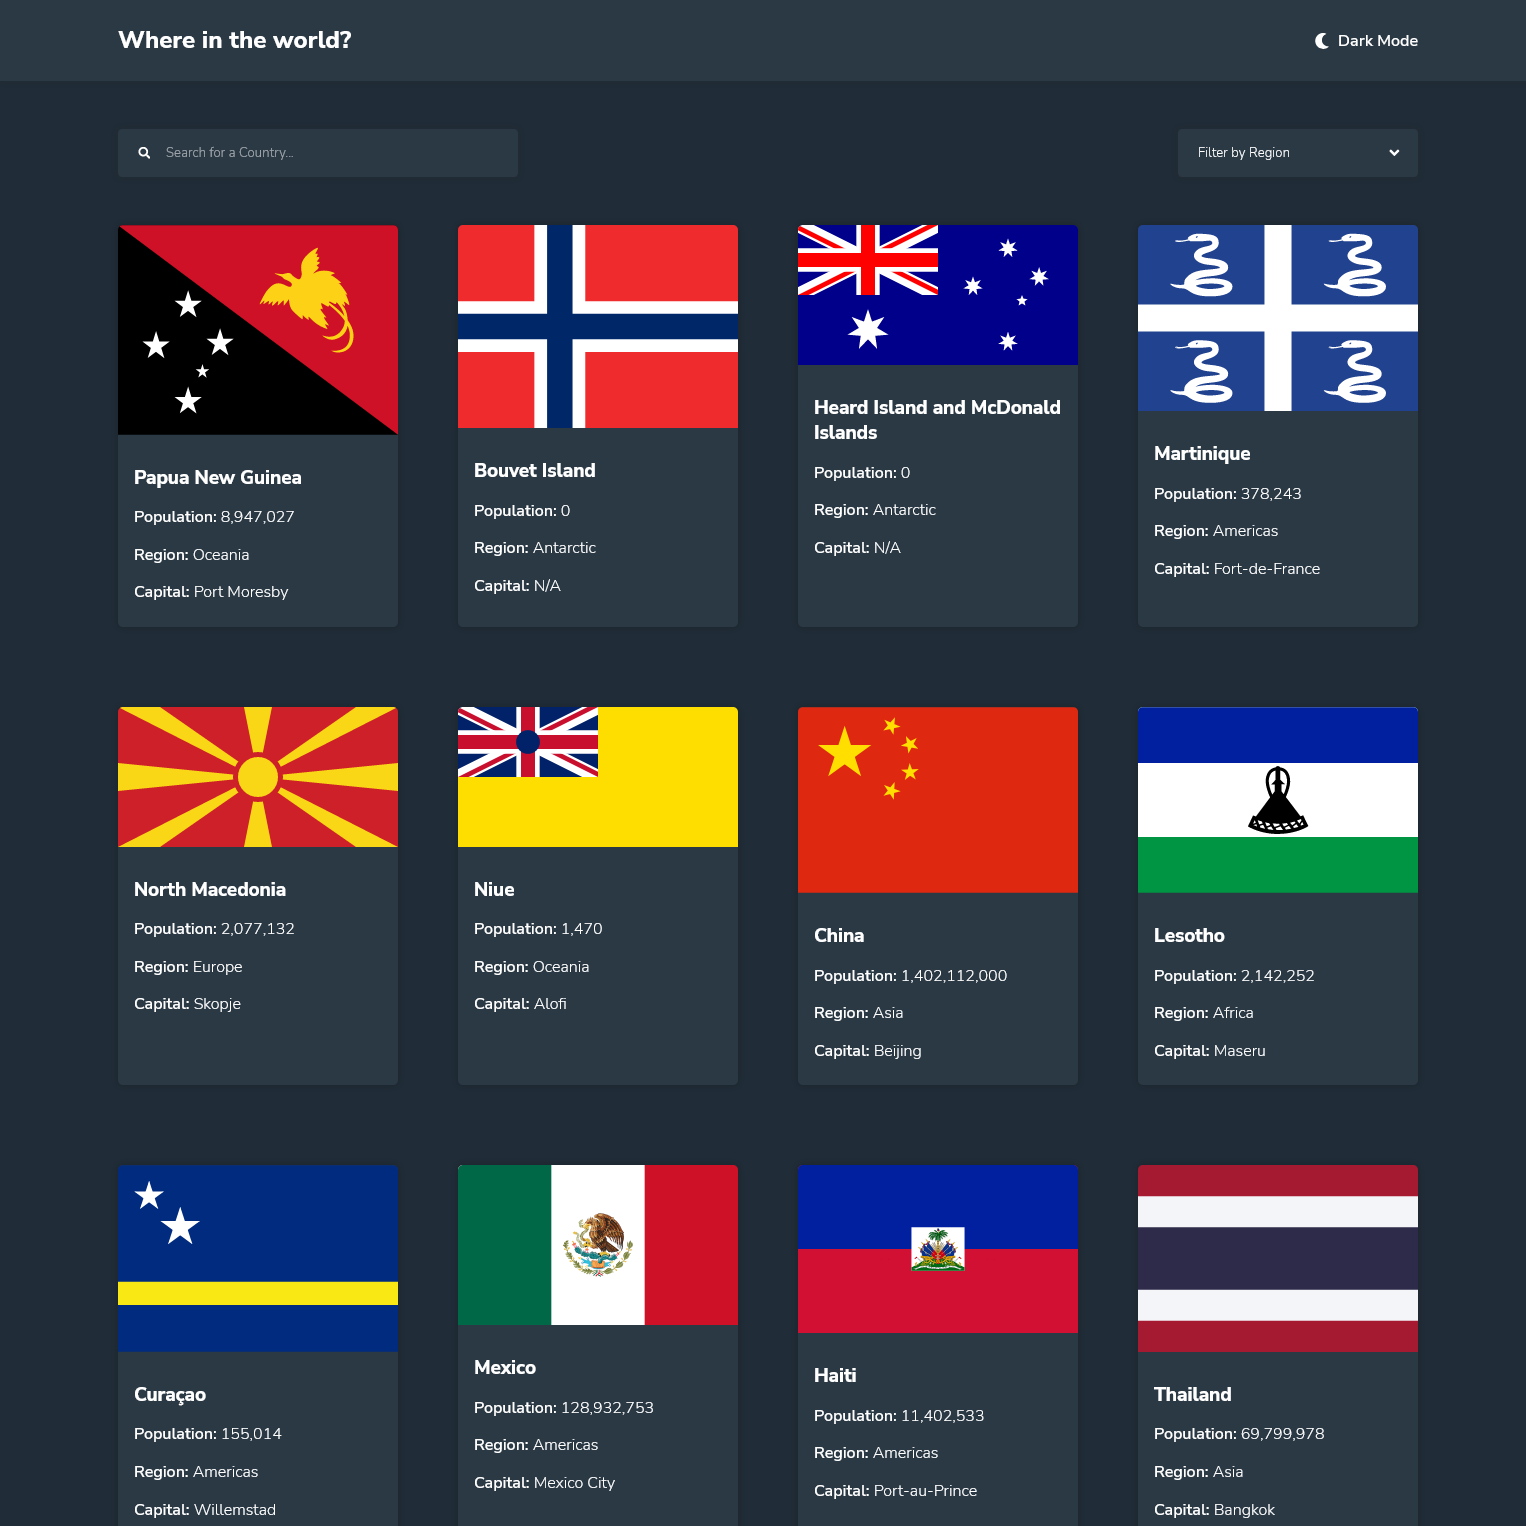 Where in the world?
Dark Mode
Search for a Country...
Filter by Region
Papua New Guinea
Population: 8,947,027
Region: Oceania
Capital: Port Moresby
Bouvet Island
Population: 0
Region: Antarctic
Capital: N/A
Heard Island and McDonald
Islands
Population: 0
Region: Antarctic
Capital: N/A
Martinique
Population: 378,243
Region: Americas
Capital: Fort-de-France
North Macedonia
Population: 2,077,132
Region: Europe
Capital: Skopje
Niue
Population: 1,470
Region: Oceania
Capital: Alofi
China
Population: 1,402,112,000
Region: Asia
Capital: Beijing
Lesotho
Population: 2,142,252
Region: Africa
Capital: Maseru
Curaçao
Population: 155,014
Region: Americas
Capital: Willemstad
Mexico
Population: 128,932,753
Region: Americas
Capital: Mexico City
Haiti
Population: 11,402,533
Region: Americas
Capital: Port-au-Prince
Thailand
Population: 69,799,978
Region: Asia
Capital: Bangkok